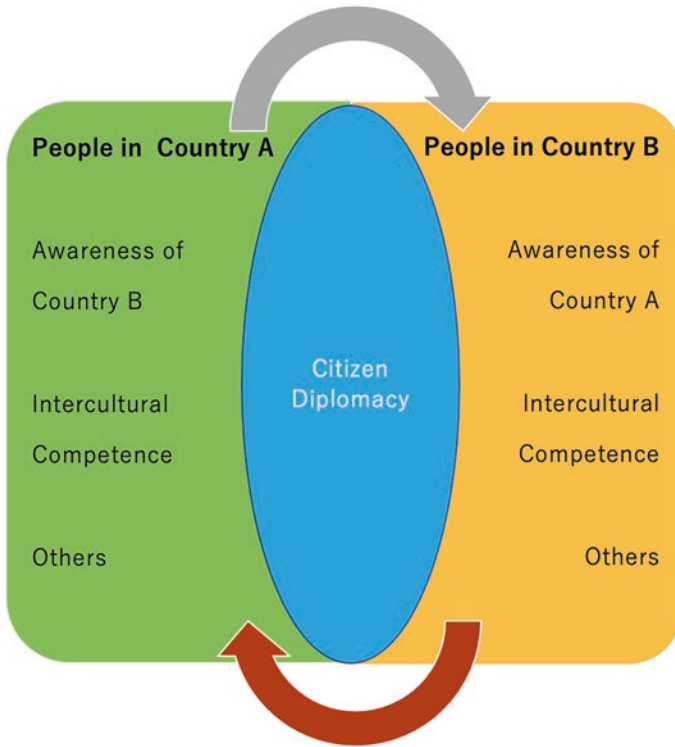 People in Country A
Awareness of
Country B
Intercultural
Competence
Others
Citizen
Diplomacy
People in Country B
Awareness of
Country A
Intercultural
Competence
Others